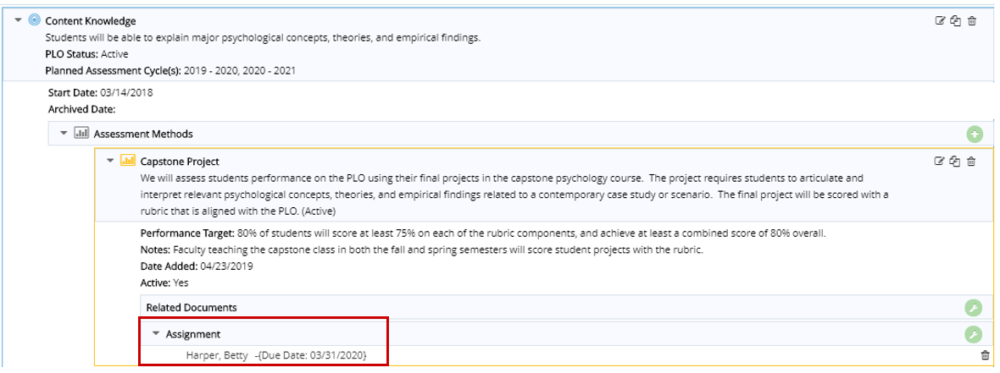 Content Knowledge
Students will be able to explain major psychological concepts, theories, and empirical findings.
PLO Status: Active
Planned Assessment Cycle(s): 2019 - 2020, 2020 - 2021
Start Date: 03/14/2018
Archived Date:
Assessment Methods
Capstone Project
We will assess students performance on the PLO using their final projects in the capstone psychology course. The project requires students to articulate and
interpret relevant psychological concepts, theories, and empirical findings related to a contemporary case study or scenario. The final project will be scored with a
rubric that is aligned with the PLO. (Active)
Performance Target: 80% of students will score at least 75% on each of the rubric components, and achieve at least a combined score of 80% overall.
Notes: Faculty teaching the capstone class in both the fall and spring semesters will score student projects with the rubric.
Date Added: 04/23/2019
Active: Yes
Related Documents
Assignment
Harper, Betty -{Due Date: 03/31/2020}